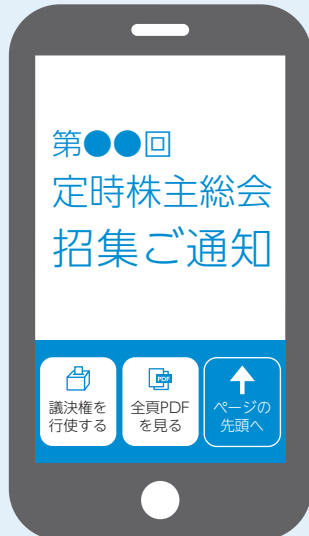 第●●回
定時株主総会
招集ご通知
PDF
議決権を
行使する
全頁PDF
を見る
ページの
先頭へ